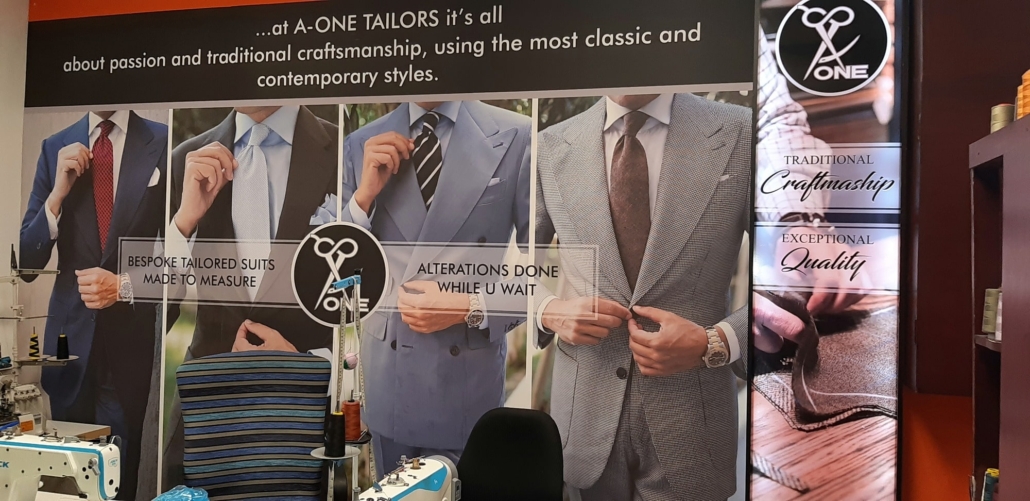 ...at A-ONE TAILORS it's all
about passion and traditional craftsmanship, using the most classic and
contemporary styles.
ONE
TRADITIONAL
Craftmaship
EXCEPTIONAL
Quality
BESPOKE TAILORED SUITS
MADE TO MEASURE
ONE
ALTERATIONS DONE
WHILE U WAIT